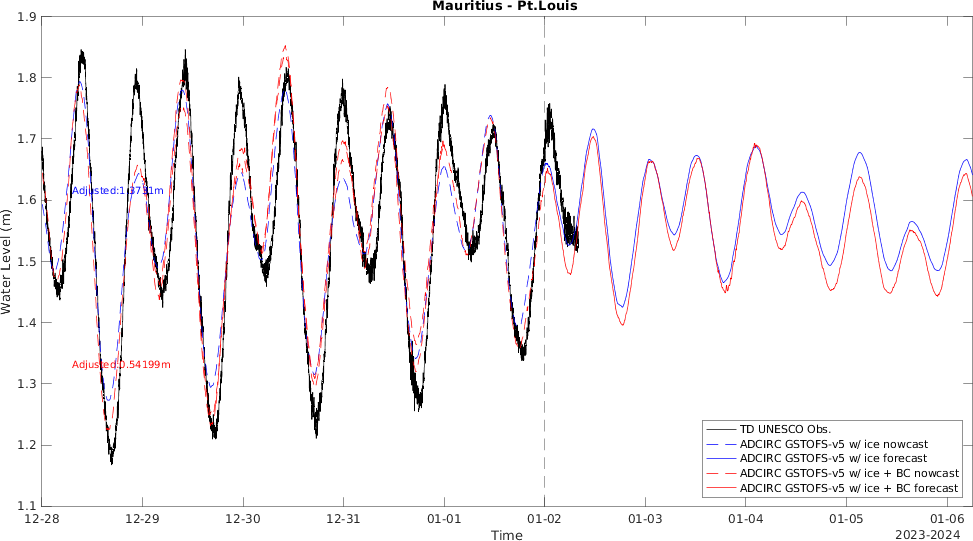 Mauritius - Pt.Louis
1.9
1.8
1.7
1.6
1.5
1.4
1.3
1.2
1.1
Water Level (m)
Adjusted:0.54199m
12-28
12-29
12-30
12-31
01-01
01-02
01-03
01-04
01-05
01-06
2023-2024
Time
TD UNESCO Obs.
ADCIRC GSTOFS-v5 w/ ice nowcast
ADCIRC GSTOFS-v5 w/ ice forecast
ADCIRC GSTOFS-v5 w/ ice + BC nowcast
ADCIRC GSTOFS-v5 w/ ice + BC forecast